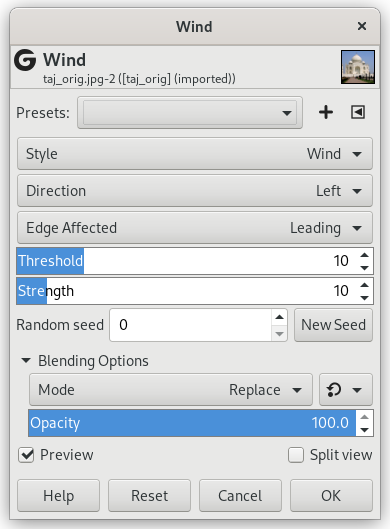 Wind
Wind
taj_orig.jpg-2 ([taj_orig] (imported))
Presets:
Style Wind
Direction Left
Edge Affected Leading
Threshold 10
Strength 10
Random seed 0 New Seed
Blending Options
Mode Replace
Opacity 100.0
Preview Split view
Help Reset Cancel OK